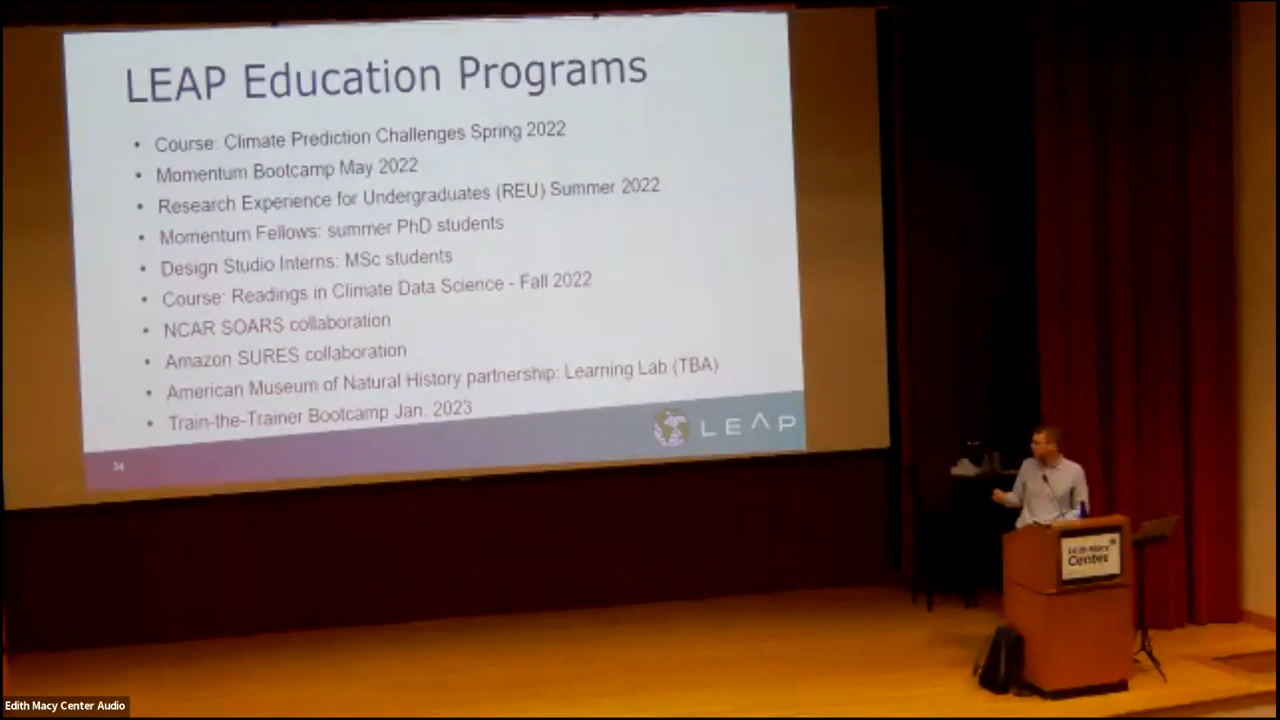 LEAP Education Programs
• Course: Climate Prediction Challenges Spring 2022
• Momentum Bootcamp May 2022
• Research Experience for Undergraduates (REU) Summer 2022
• Momentum Fellows: summer PhD students
• Design Studio Interns: MSc students
• Course: Readings in Climate Data Science - Fall 2022
• NCAR SOARS collaboration
• Amazon SURES collaboration
• American Museum of Natural History partnership: Learning Lab (TBA)
• Train-the-Trainer Bootcamp Jan. 2023
34
LEAP
Edith Macy
Center
Edith Macy Center Audio